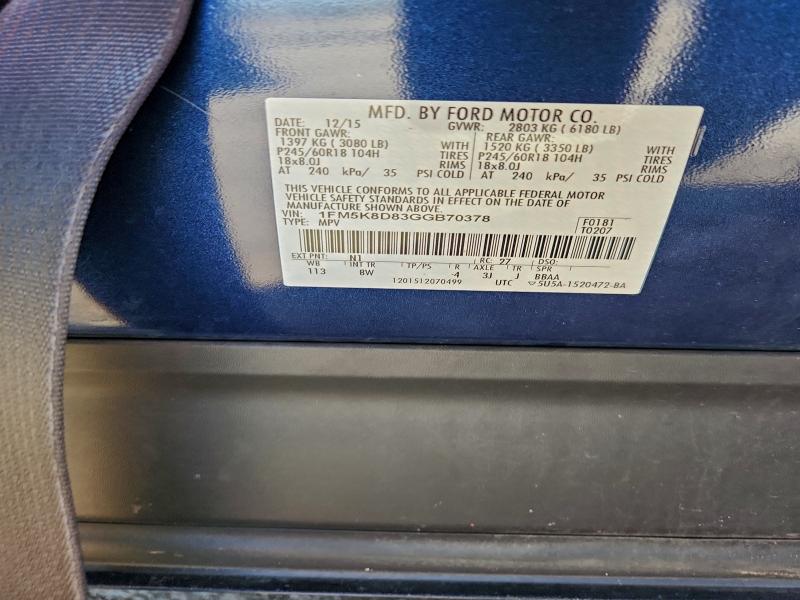 MFD. BY FORD MOTOR CO.
DATE: 12/15 GVWR: 2803 KG ( 6180 LB)
FRONT GAWR: REAR GAWR:
1397 KG ( 3080 LB) WITH 1520 KG ( 3350 LB) WITH
P245/60R18 104H TIRES P245/60R18 104H TIRES
18x8.0J RIMS 18x8.0J RIMS
AT 240 kPa/ 35 PSI COLD AT 240 kPa/ 35 PSI COLD
THIS VEHICLE CONFORMS TO ALL APPLICABLE FEDERAL MOTOR
VEHICLE SAFETY STANDARDS IN EFFECT ON THE DATE OF
MANUFACTURE SHOWN ABOVE.
VIN: 1FM5K8D83GGB70378 F0181
TYPE: MPV T0207
EXT PNT: N1 RC: 27 DSO:
WB INT TR TP/PS R AXLE TR SPR
113 8W 4 3J J BBAA
1201512070499 UTC ▽5U5A-1520472-BA